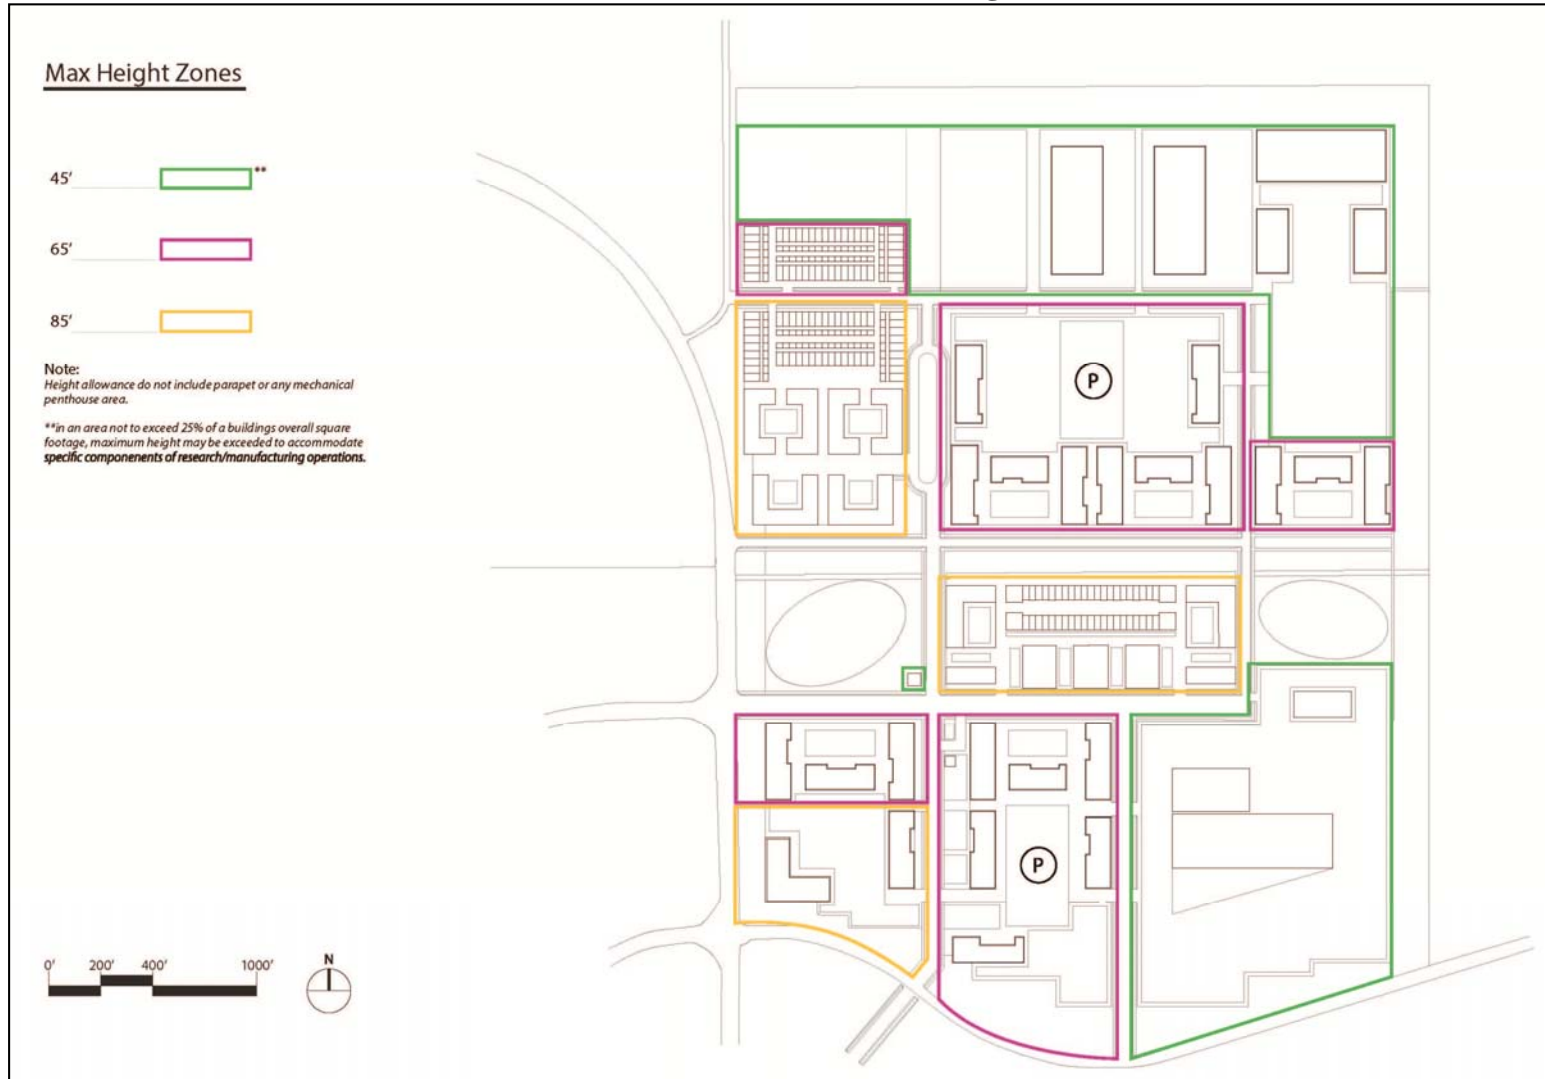 Max Height Zones
45'
**
65'
85'
Note:
Height allowance do not include parapet or any mechanical
penthouse area.
**in an area not to exceed 25% of a buildings overall square
footage, maximum height may be exceeded to accommodate
specific componenents of research/manufacturing operations.
P
P
0' 200' 400' 1000'
N